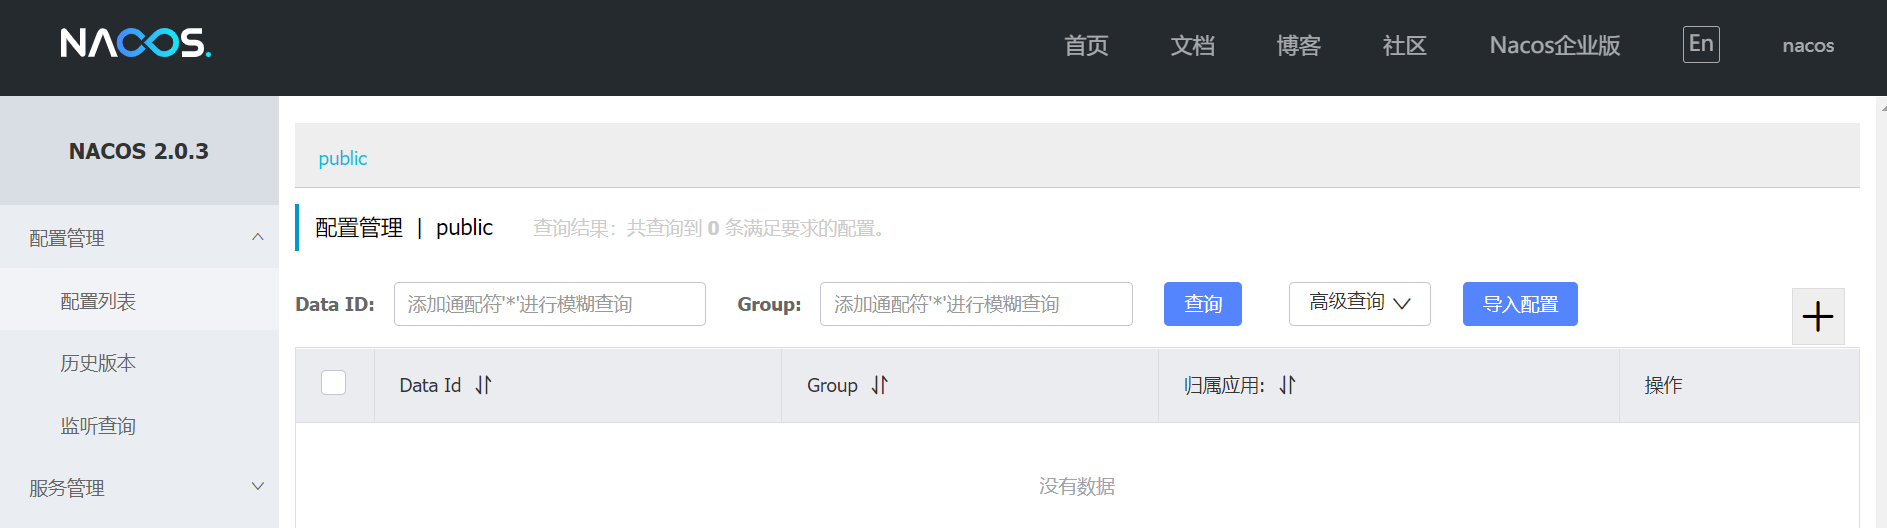 NACOS.
首页 文档 博客 社区 Nacos企业版 En nacos
NACOS 2.0.3
配置管理
配置列表
历史版本
监听查询
服务管理
public
配置管理 | public 查询结果：共查询到 0 条满足要求的配置。
Data ID: 添加通配符'*'进行模糊查询 Group: 添加通配符'*'进行模糊查询 查询 高级查询 导入配置
Data Id Group 归属应用: 操作
没有数据